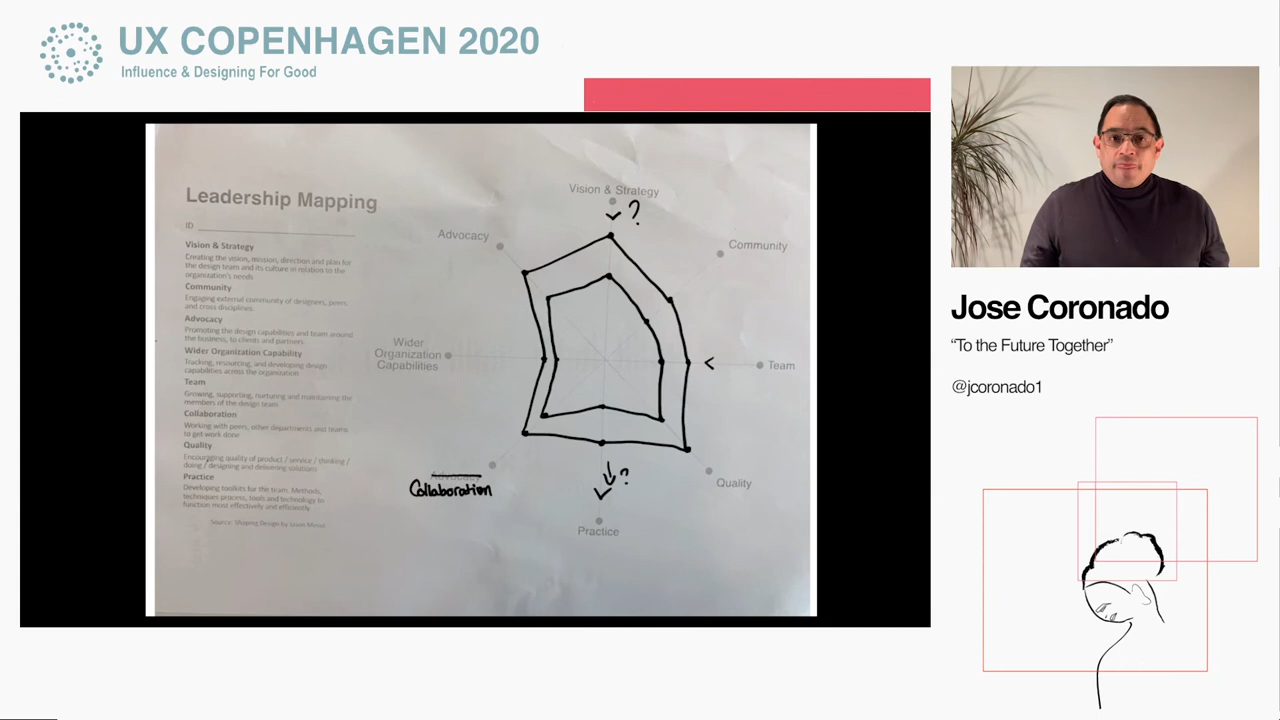 UX COPENHAGEN 2020
Influence & Designing For Good
Leadership Mapping
ID
Vision & Strategy
Creating the vision, mission, direction and plan for
the design team and its culture in relation to the
organization's needs
Community
Engaging external community of designers, peers
and cross disciplines.
Advocacy
Promoting the design capabilities and team around
the business, to clients and partners
Wider Organization Capability
Tracking, resourcing, and developing design
capabilities across the organization
Team
Growing, supporting, nurturing and maintaining the
members of the design team
Collaboration
Working with peers, other departments and teams
to get work done
Quality
Encouraging quality of product / service / thinking /
doing / designing and delivering solutions
Practice
Developing toolkits for the team. Methods,
techniques process, tools and technology to
function most effectively and efficiently
Source: Shaping Design by Jason Mesut
Vision & Strategy
?
Advocacy
Community
Wider
Organization
Capabilities
Team
Advocacy
Collaboration
?
Quality
Practice
Jose Coronado
“To the Future Together”
@jcoronado1